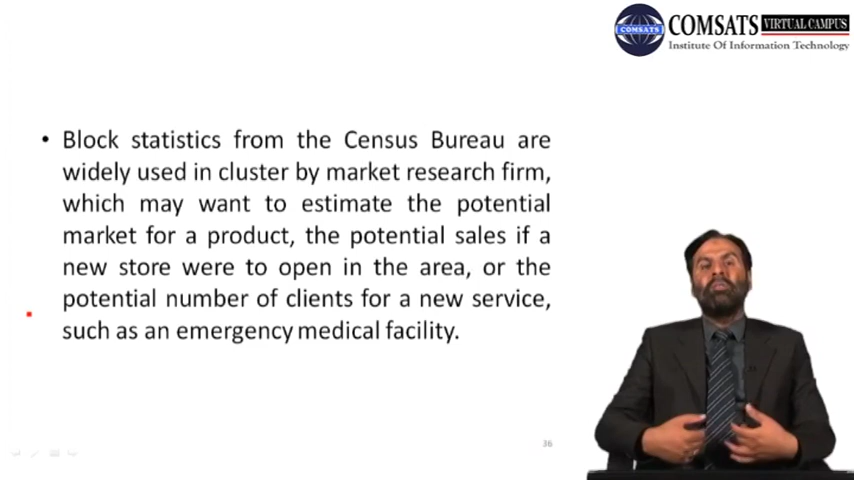 COMSATS
COMSATS VIRTUAL CAMPUS
Institute Of Information Technology
• Block statistics from the Census Bureau are
widely used in cluster by market research firm,
which may want to estimate the potential
market for a product, the potential sales if a
new store were to open in the area, or the
potential number of clients for a new service,
such as an emergency medical facility.
36